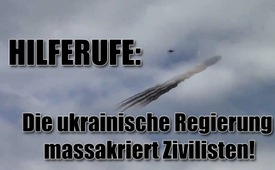 HILFERUFE:
Die ukrainische Regierung
massakriert Zivilisten!